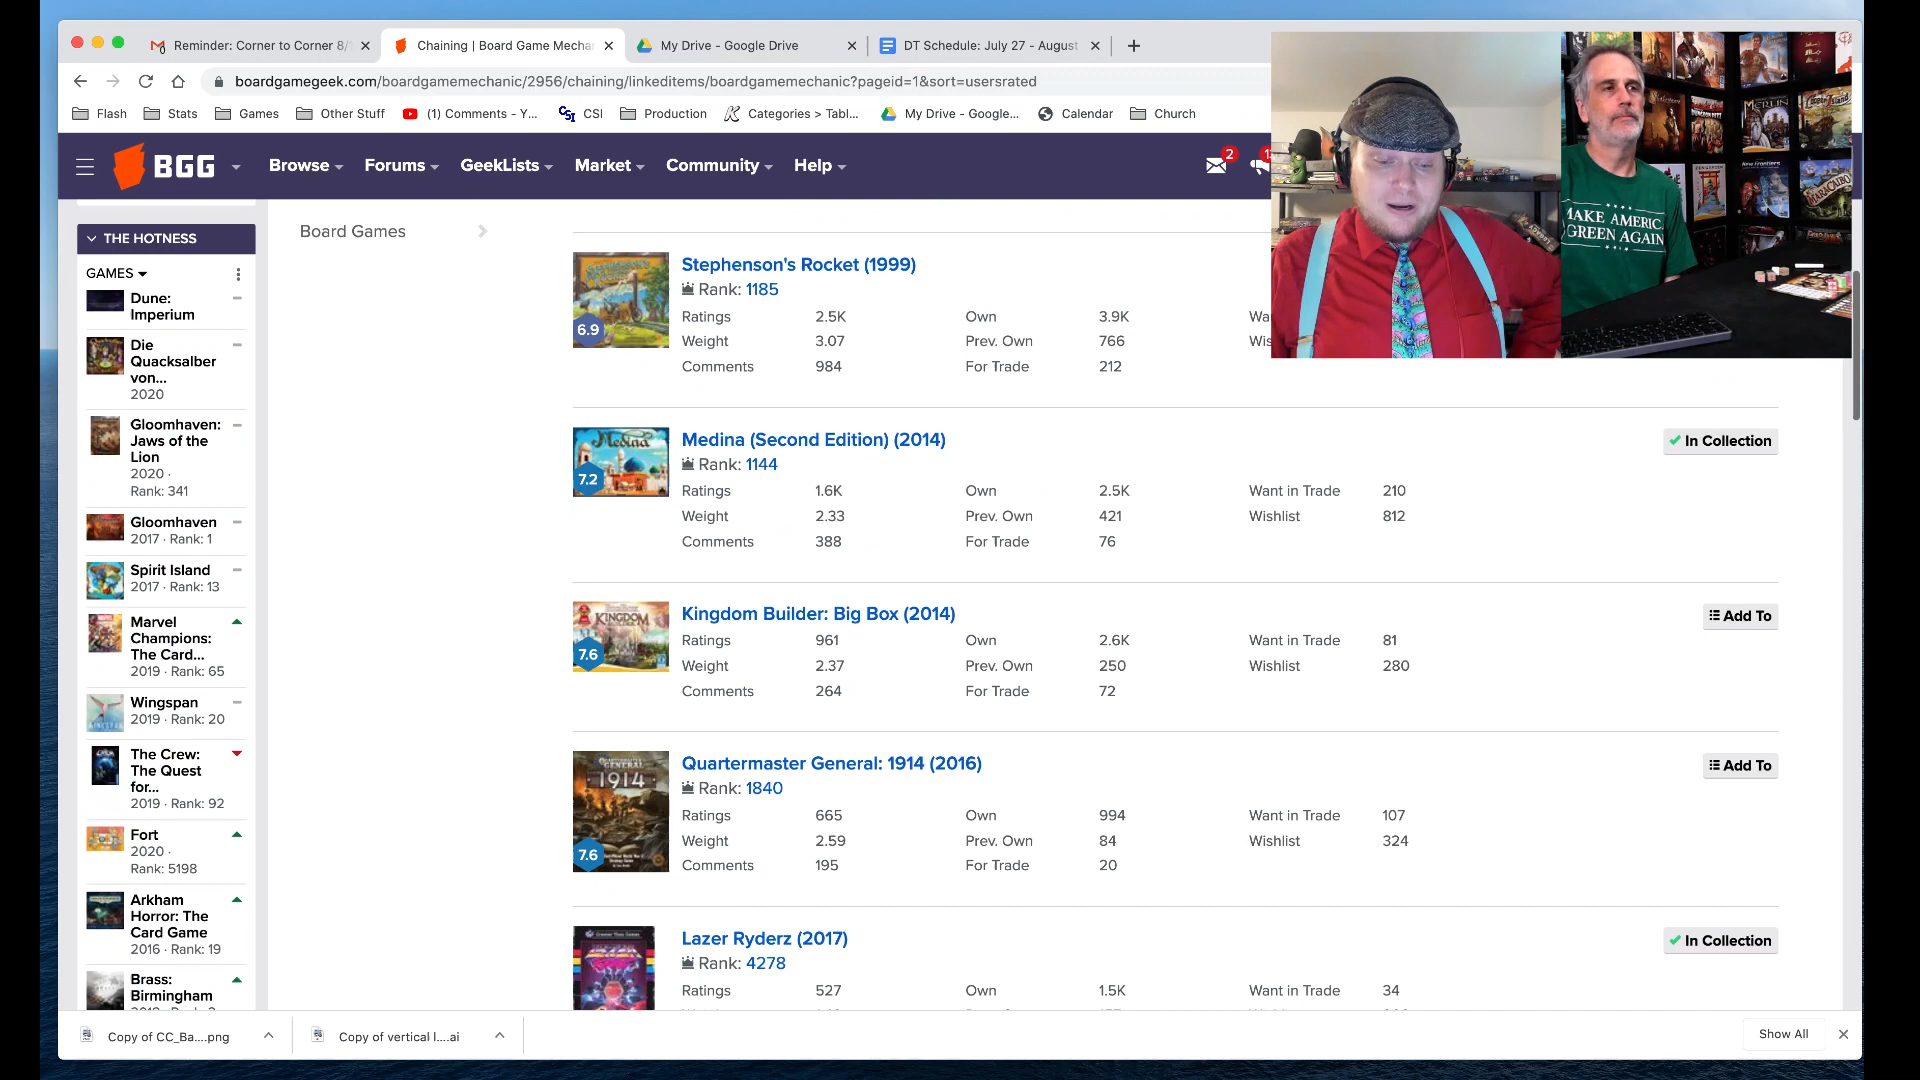 Reminder: Corner to Corner 8/
Chaining | Board Game Mecha
My Drive - Google Drive
DT Schedule: July 27 - August
boardgamegeek.com/boardgamemechanic/2956/chaining/linkeditems/boardgamemechanic?pageid=1&sort=usersrated
Flash
Stats
Games
Other Stuff
(1) Comments - Y...
CSI
Production
Categories > Tabl...
My Drive - Google...
Calendar
Church
BGG
Browse
Forums
GeekLists
Market
Community
Help
2
MERLIN
New Frontiers
MARACAIBO
MAKE AMERIC
GREEN AGAIN
THE HOTNESS
GAMES
Dune:
Imperium
Die
Quacksalber
von...
2020
Gloomhaven:
Jaws of the
Lion
2020 ·
Rank: 341
Gloomhaven
2017 · Rank: 1
Spirit Island
2017 · Rank: 13
Marvel
Champions:
The Card...
2019 · Rank: 65
Wingspan
2019 · Rank: 20
The Crew:
The Quest
for...
2019 · Rank: 92
Fort
2020 ·
Rank: 5198
Arkham
Horror: The
Card Game
2016 · Rank: 19
Brass:
Birmingham
Board Games
Stephenson's Rocket (1999)
Rank: 1185
6.9
Ratings 2.5K Own 3.9K Wa
Weight 3.07 Prev. Own 766 Wis
Comments 984 For Trade 212
Medina
Medina (Second Edition) (2014)
In Collection
Rank: 1144
7.2
Ratings 1.6K Own 2.5K Want in Trade 210
Weight 2.33 Prev. Own 421 Wishlist 812
Comments 388 For Trade 76
KINGDOM
Kingdom Builder: Big Box (2014)
Add To
7.6
Ratings 961 Own 2.6K Want in Trade 81
Weight 2.37 Prev. Own 250 Wishlist 280
Comments 264 For Trade 72
QUARTERMASTER
GENERAL
1914
Quartermaster General: 1914 (2016)
Add To
Rank: 1840
7.6
Ratings 665 Own 994 Want in Trade 107
Weight 2.59 Prev. Own 84 Wishlist 324
Comments 195 For Trade 20
Lazer Ryderz (2017)
In Collection
Rank: 4278
Ratings 527 Own 1.5K Want in Trade 34
Copy of CC_Ba....png
Copy of vertical l....ai
Show All